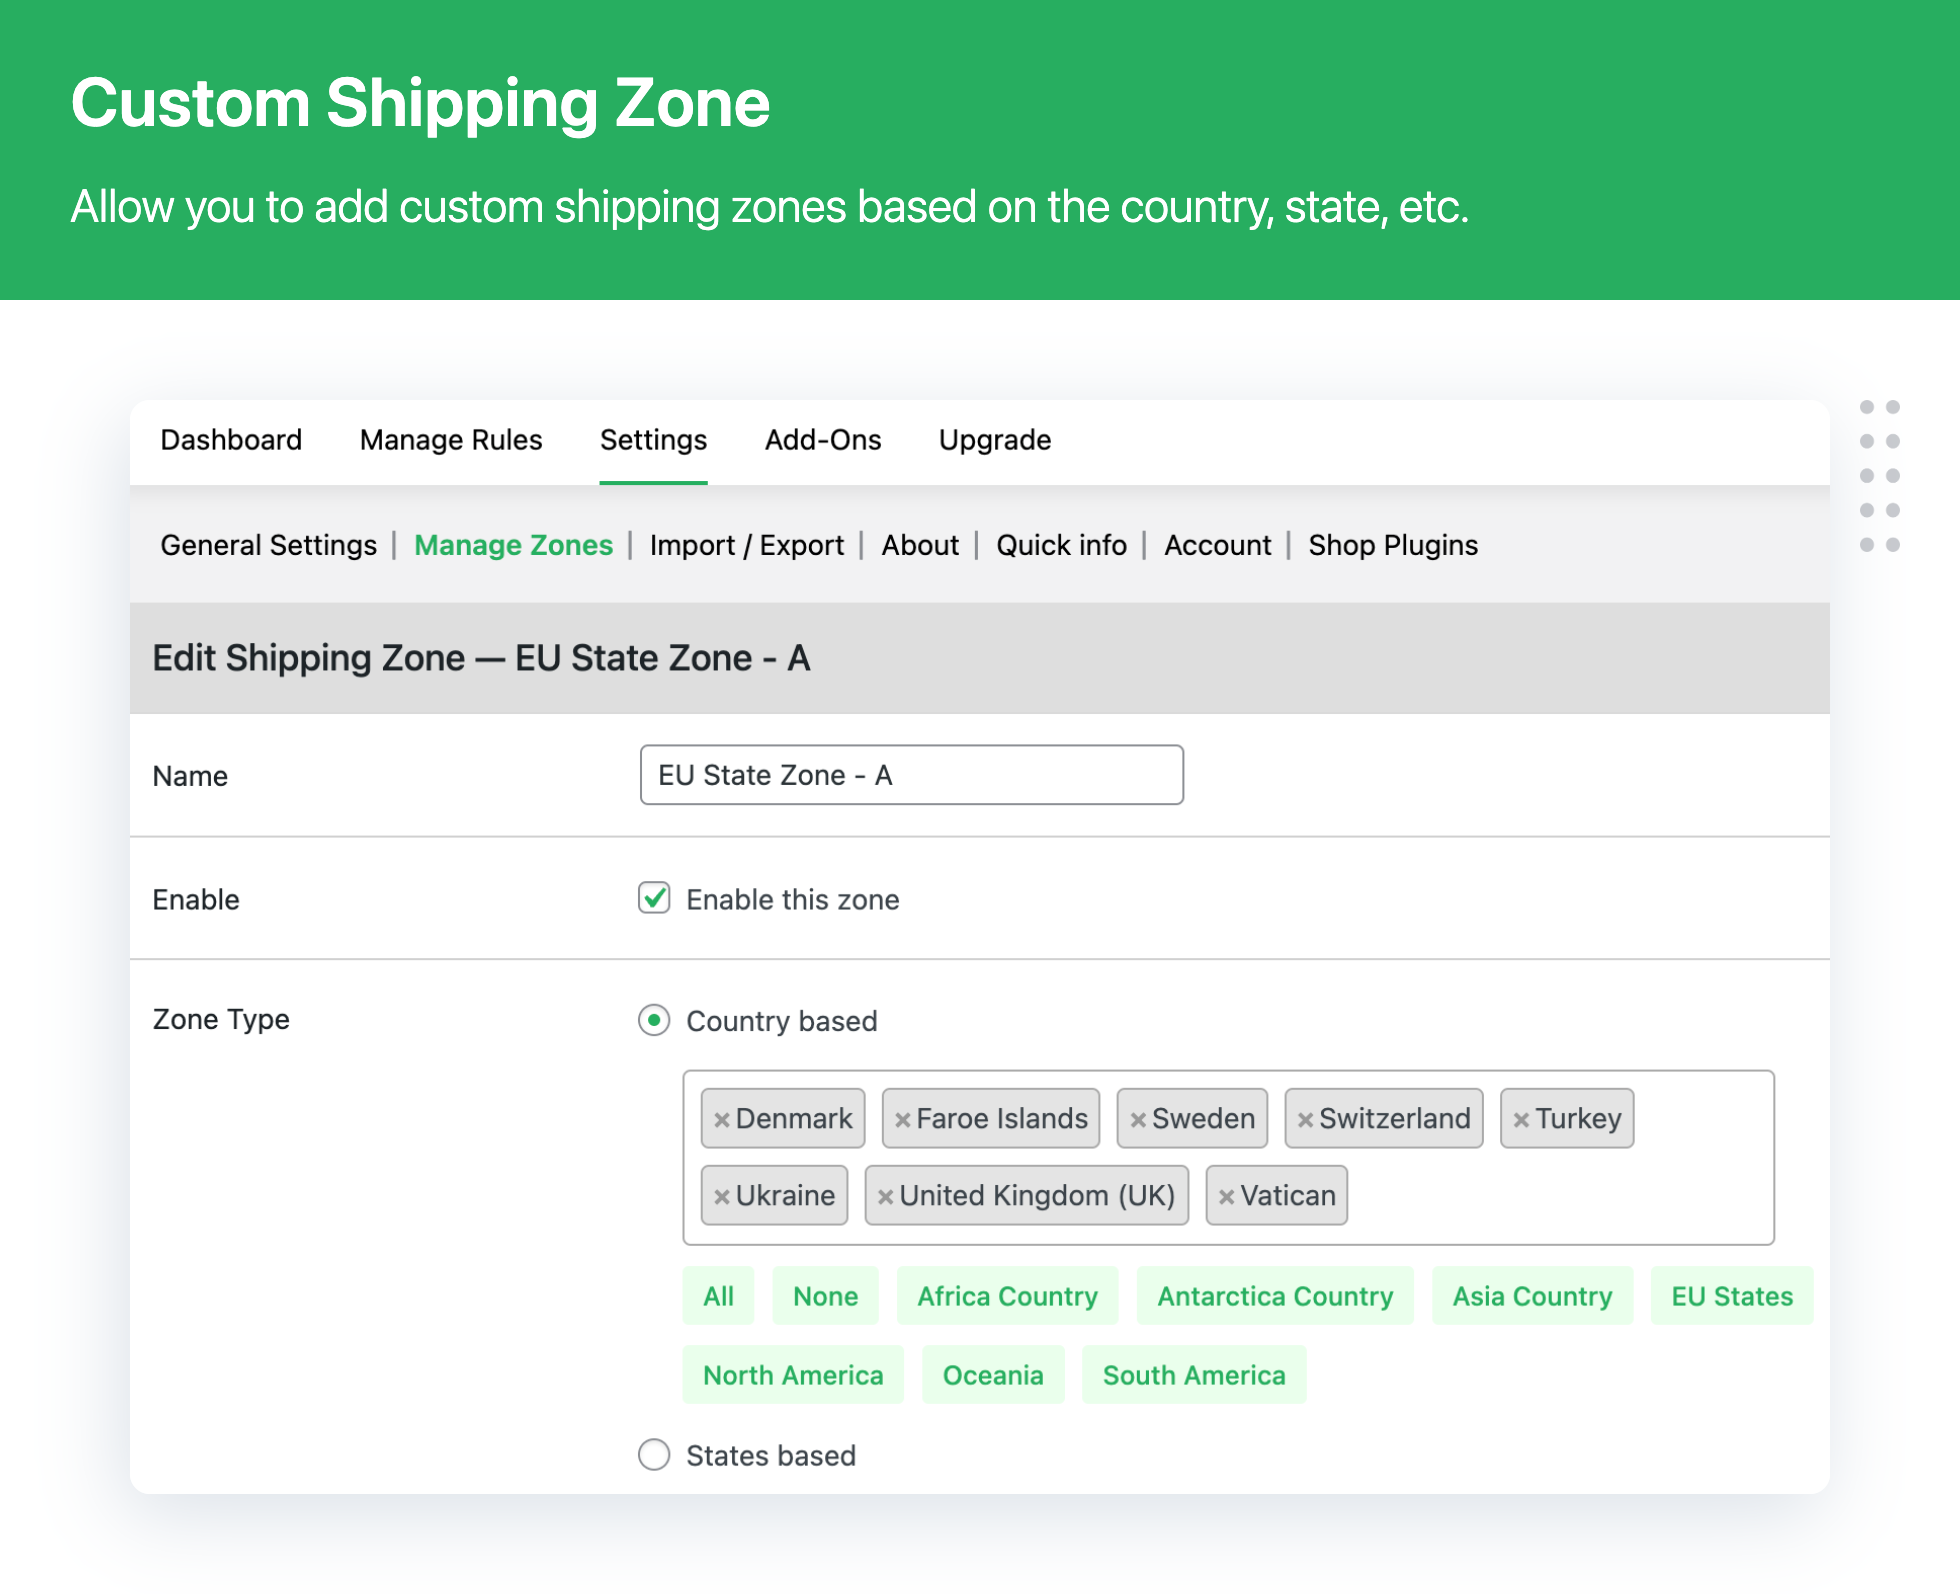 Custom Shipping Zone
Allow you to add custom shipping zones based on the country, state, etc.
Dashboard Manage Rules Settings Add-Ons Upgrade
General Settings | Manage Zones | Import / Export | About | Quick info | Account | Shop Plugins
Edit Shipping Zone — EU State Zone - A
Name EU State Zone - A
Enable Enable this zone
Zone Type Country based
×Denmark ×Faroe Islands ×Sweden ×Switzerland ×Turkey
×Ukraine ×United Kingdom (UK) ×Vatican
All None Africa Country Antarctica Country Asia Country EU States
North America Oceania South America
States based